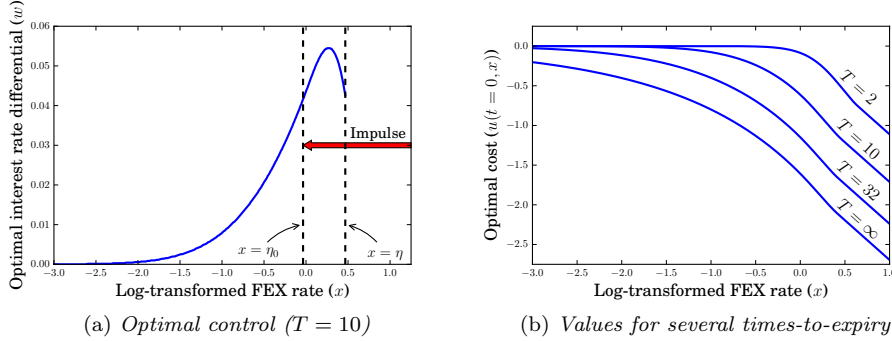 Optimal interest rate differential (w)
0.06
0.05
0.04
0.03
0.02
0.01
0.00
Impulse
x = η₀
x = η
-3.0 -2.5 -2.0 -1.5 -1.0 -0.5 0.0 0.5 1.0
Log-transformed FEX rate (x)
(a) Optimal control (T = 10)
Optimal cost (u(t = 0, x))
0.0
-0.5
-1.0
-1.5
-2.0
-2.5
T = 2
T = 10
T = 32
T = ∞
-3.0 -2.5 -2.0 -1.5 -1.0 -0.5 0.0 0.5 1.0
Log-transformed FEX rate (x)
(b) Values for several times-to-expiry